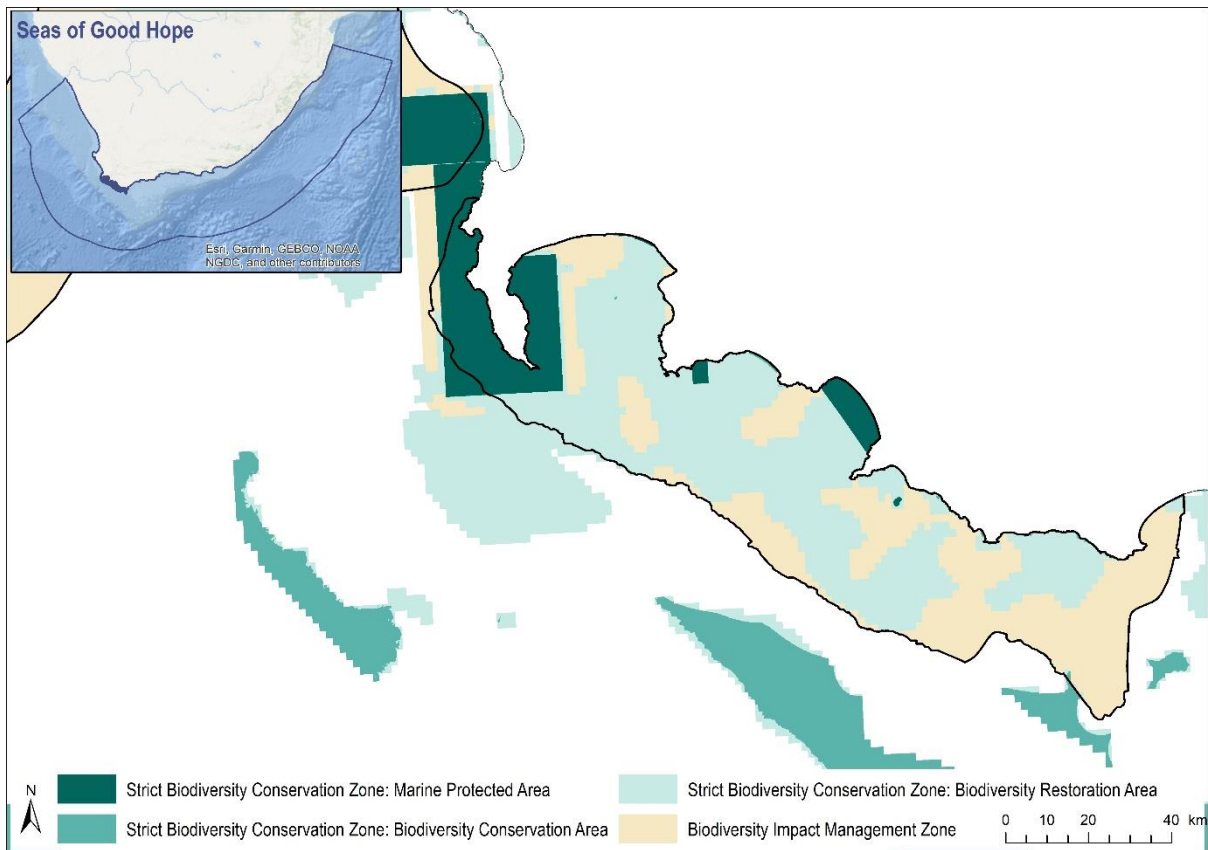 Seas of Good Hope
Esri, Garmin, GEBCO, NOAA
NGDC, and other contributors
N
Strict Biodiversity Conservation Zone: Marine Protected Area
Strict Biodiversity Conservation Zone: Biodiversity Restoration Area
Strict Biodiversity Conservation Zone: Biodiversity Conservation Area
Biodiversity Impact Management Zone
0 10 20 40 km